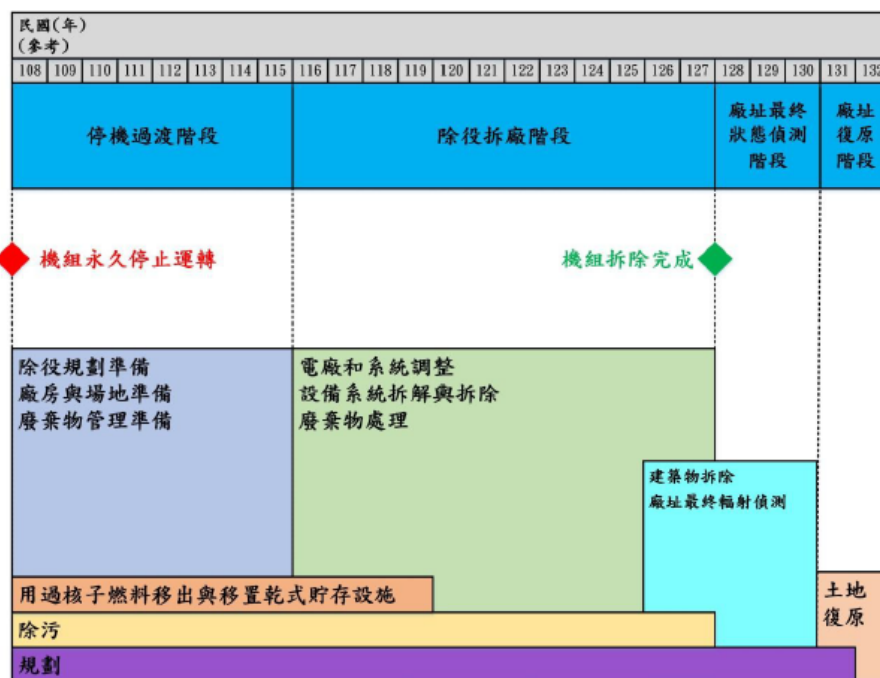 民國(年)
(參考)
108 109 110 111 112 113 114 115 116 117 118 119 120 121 122 123 124 125 126 127 128 129 130 131 132
停機過渡階段
除役拆廠階段
廠址最終
狀態偵測
階段
廠址
復原
階段
機組永久停止運轉
機組拆除完成
除役規劃準備
廠房與場地準備
廢棄物管理準備
電廠和系統調整
設備系統拆解與拆除
廢棄物處理
建築物拆除
廠址最終輻射偵測
用過核子燃料移出與移置乾式貯存設施
土地
復原
除污
規劃